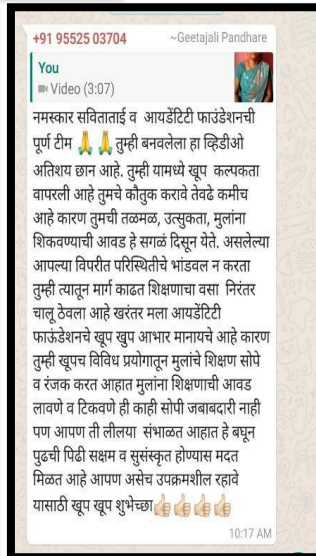 +91 95525 03704 ~Geetajali Pandhare
You
Video (3:07)
नमस्कार सविताताई व आयडेंटिटी फाउंडेशनची
पूर्ण टीम 🙏 🙏 तुम्ही बनवलेला हा व्हिडीओ
अतिशय छान आहे. तुम्ही यामध्ये खूप कल्पकता
वापरली आहे तुमचे कौतुक करावे तेवढे कमीच
आहे कारण तुमची तळमळ, उत्सुकता, मुलांना
शिकवण्याची आवड हे सगळं दिसून येते. असलेल्या
आपल्या विपरीत परिस्थितीचे भांडवल न करता
तुम्ही त्यातून मार्ग काढत शिक्षणाचा वसा निरंतर
चालू ठेवला आहे खरंतर मला आयडेंटिटी
फाऊंडेशनचे खूप खुप आभार मानायचे आहे कारण
तुम्ही खूपच विविध प्रयोगातून मुलांचे शिक्षण सोपे
व रंजक करत आहात मुलांना शिक्षणाची आवड
लावणे व टिकवणे ही काही सोपी जबाबदारी नाही
पण आपण ती लीलया संभाळत आहात हे बघून
पुढची पिढी सक्षम व सुसंस्कृत होण्यास मदत
मिळत आहे आपण असेच उपक्रमशील रहावे
यासाठी खूप खूप शुभेच्छा👍🏻👍🏻👍🏻👍🏻
10:17 AM